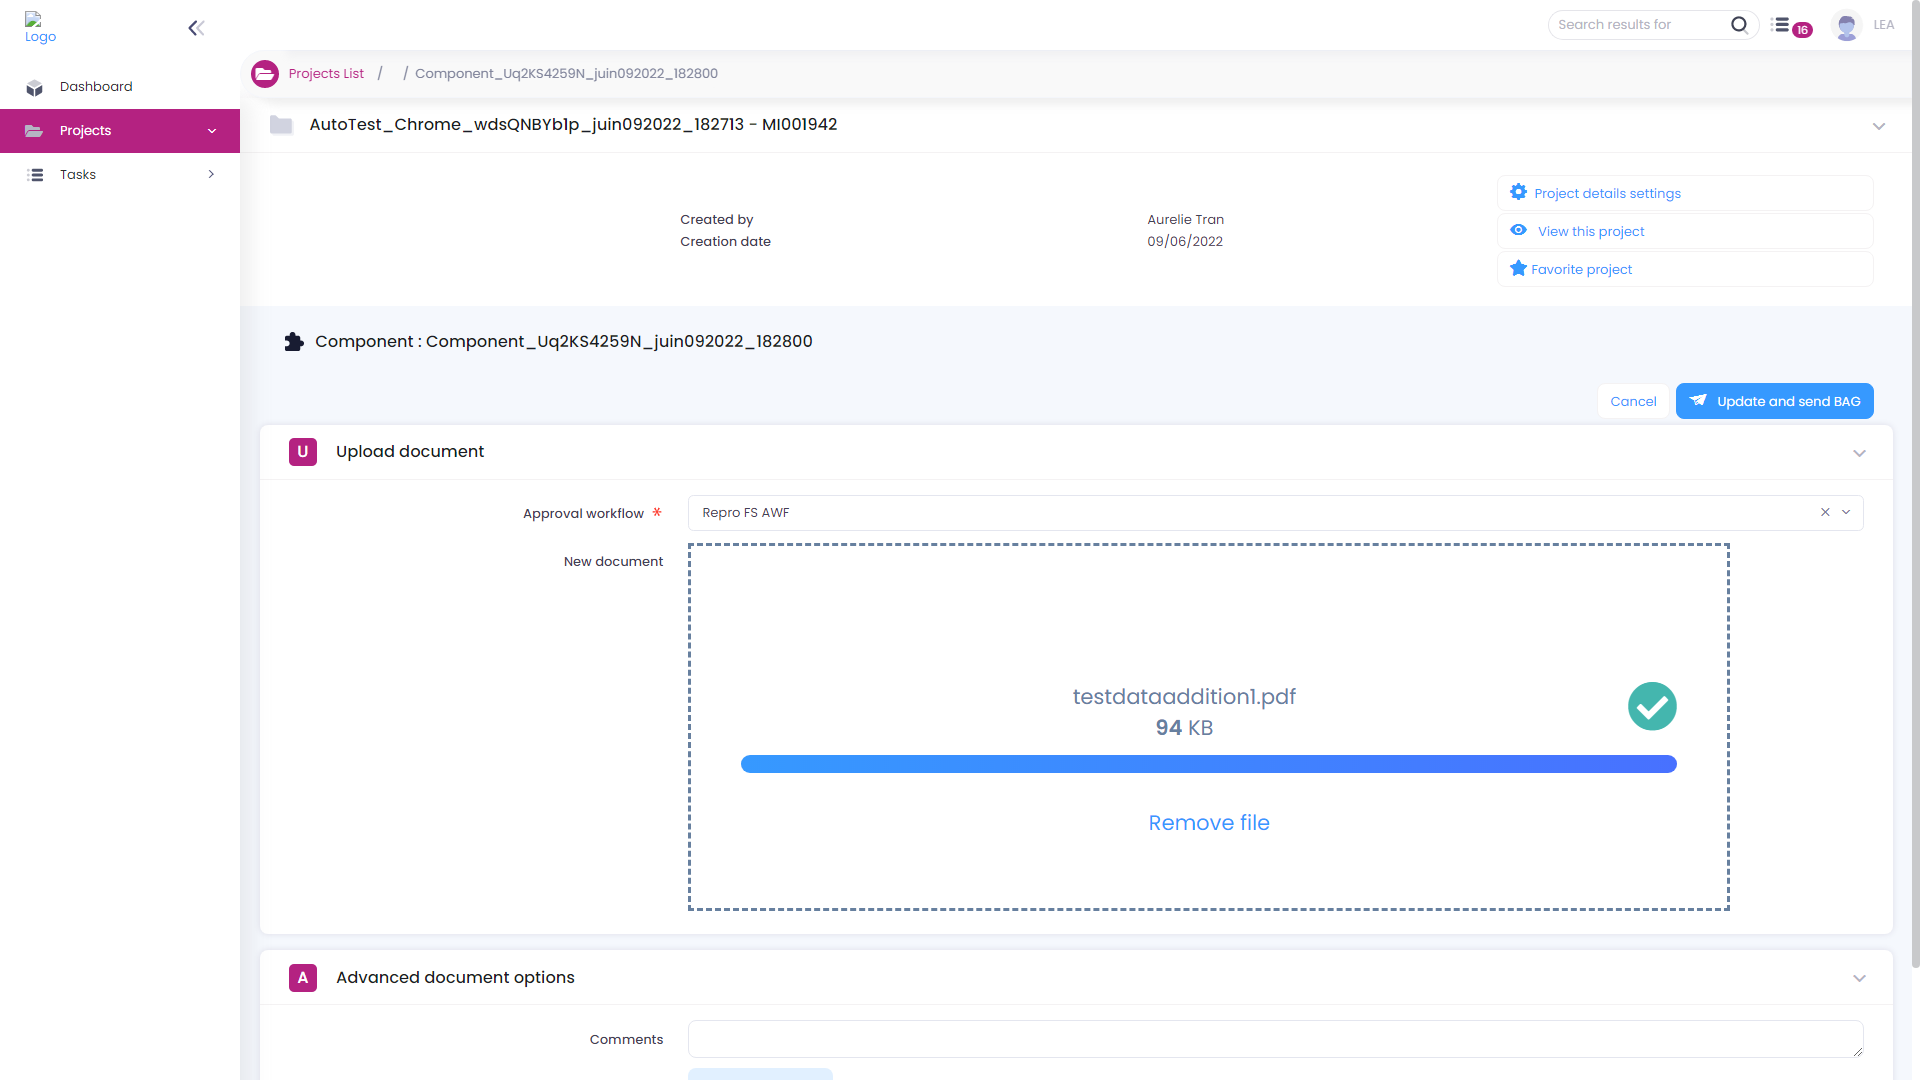 Logo
Search results for
16
LEA
Dashboard
Projects
Tasks
Projects List / / Component_Uq2KS4259N_juin092022_182800
AutoTest_Chrome_wdsQNBYb1p_juin092022_182713 - MI001942
Created by
Aurelie Tran
Creation date
09/06/2022
Project details settings
View this project
Favorite project
Component : Component_Uq2KS4259N_juin092022_182800
Cancel
Update and send BAG
U Upload document
Approval workflow *
Repro FS AWF
New document
testdataaddition1.pdf
94 KB
Remove file
A Advanced document options
Comments